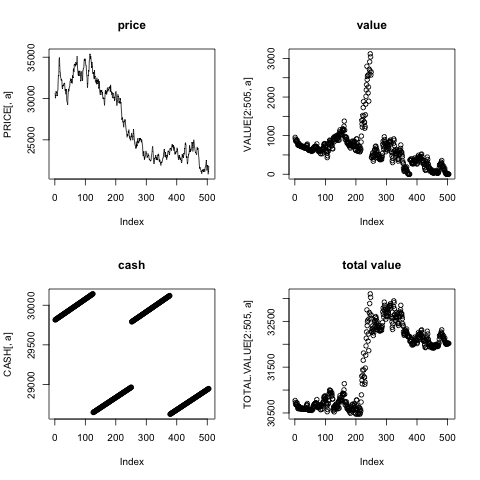 price
PRICE[, a]
25000 30000 35000
0 100 200 300 400 500
Index
value
VALUE[2:505, a]
0 1000 2000 3000
0 100 200 300 400 500
Index
cash
CASH[, a]
29000 29500 30000
0 100 200 300 400 500
Index
total value
TOTAL.VALUE[2:505, a]
30500 31500 32500
0 100 200 300 400 500
Index